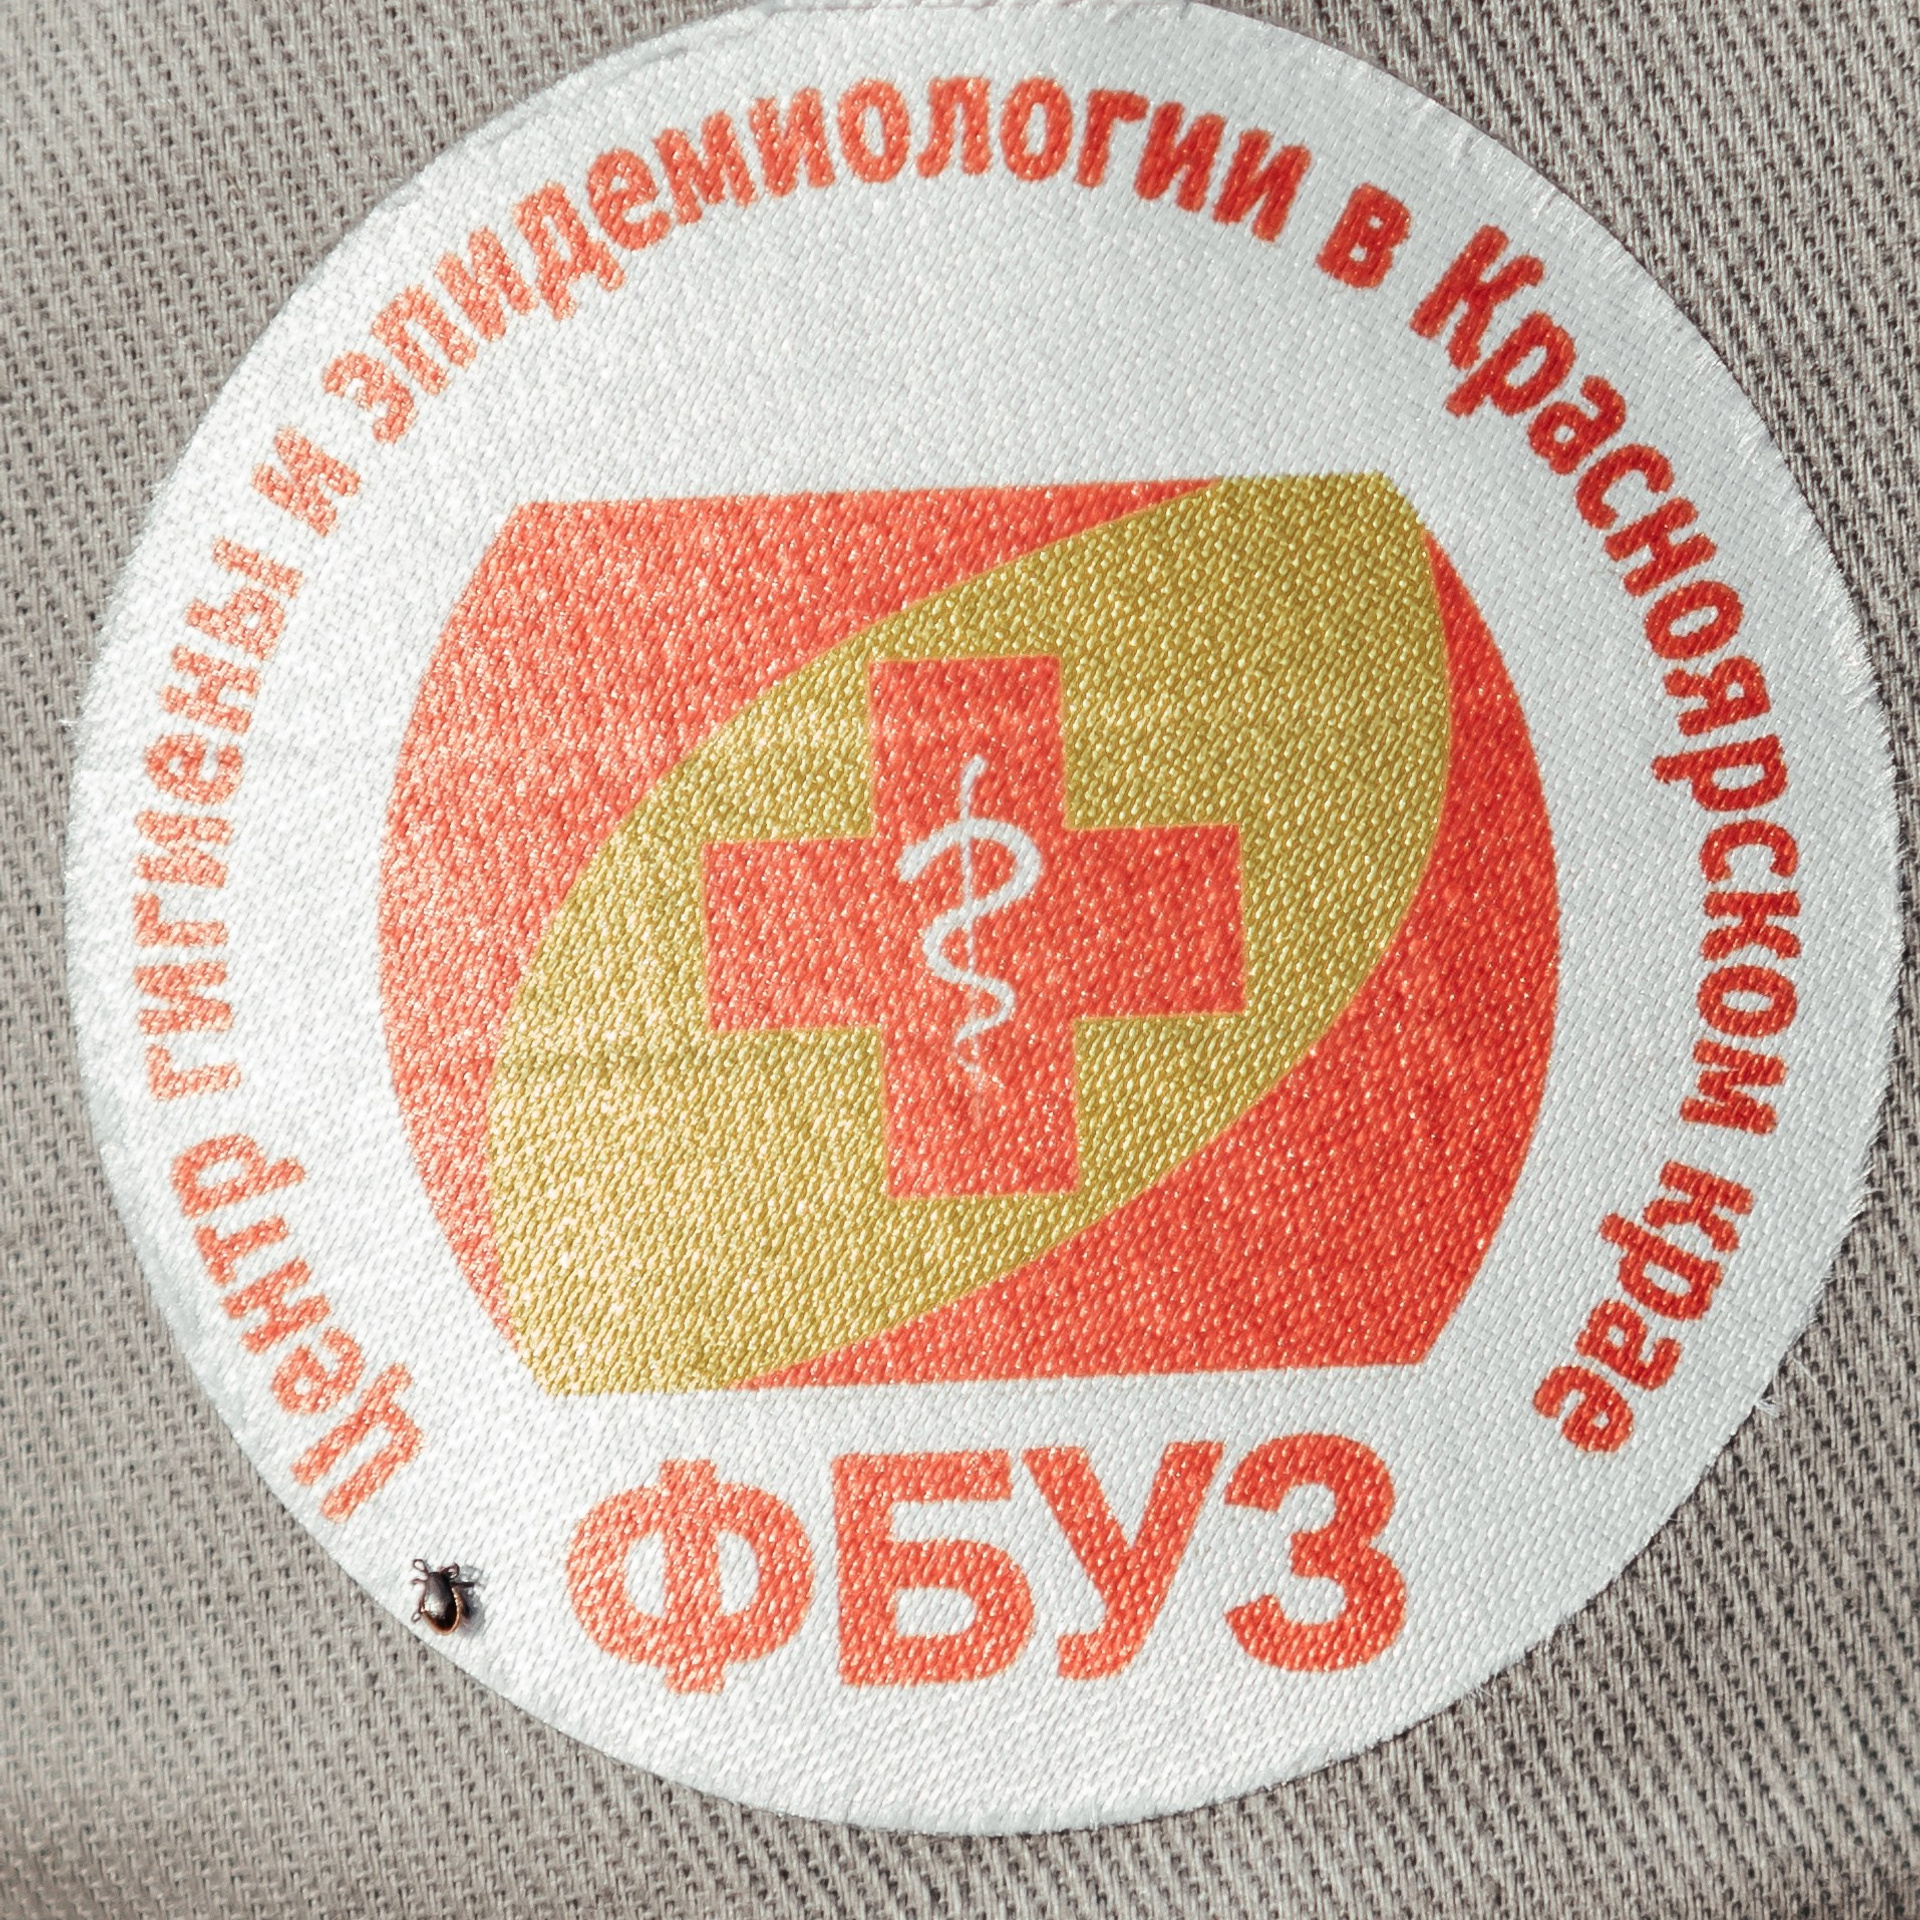 Центр гигиены и эпидемиологии в Красноярском крае
ФБУЗ